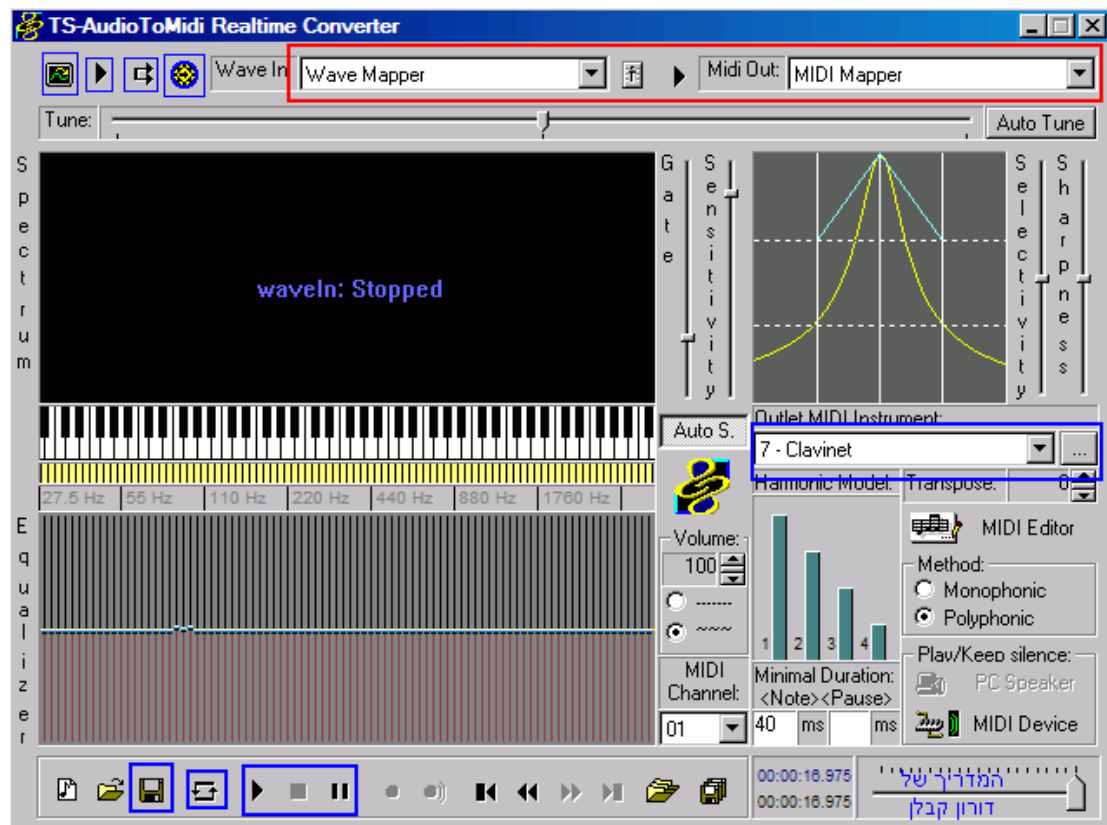 TS-AudioToMidi Realtime Converter
Wave In: Wave Mapper Midi Out: MIDI Mapper
Tune: Auto Tune
Spectrum
waveIn: Stopped
Gate
Sensitivity
Selectivity
Sharpness
Auto S.
Outlet MIDI Instrument:
7 - Clavinet ...
27.5 Hz 55 Hz 110 Hz 220 Hz 440 Hz 880 Hz 1760 Hz
Harmonic Model: Transpose: 0
Equalizer
Volume:
100
-------
~~~
MIDI
Channel:
01
1 2 3 4
Minimal Duration:
<Note><Pause>
40 ms ms
MIDI Editor
Method:
Monophonic
Polyphonic
Play/Keep silence:
PC Speaker
MIDI Device
00:00:16.975
00:00:16.975
המדריך של
דורון קבלן